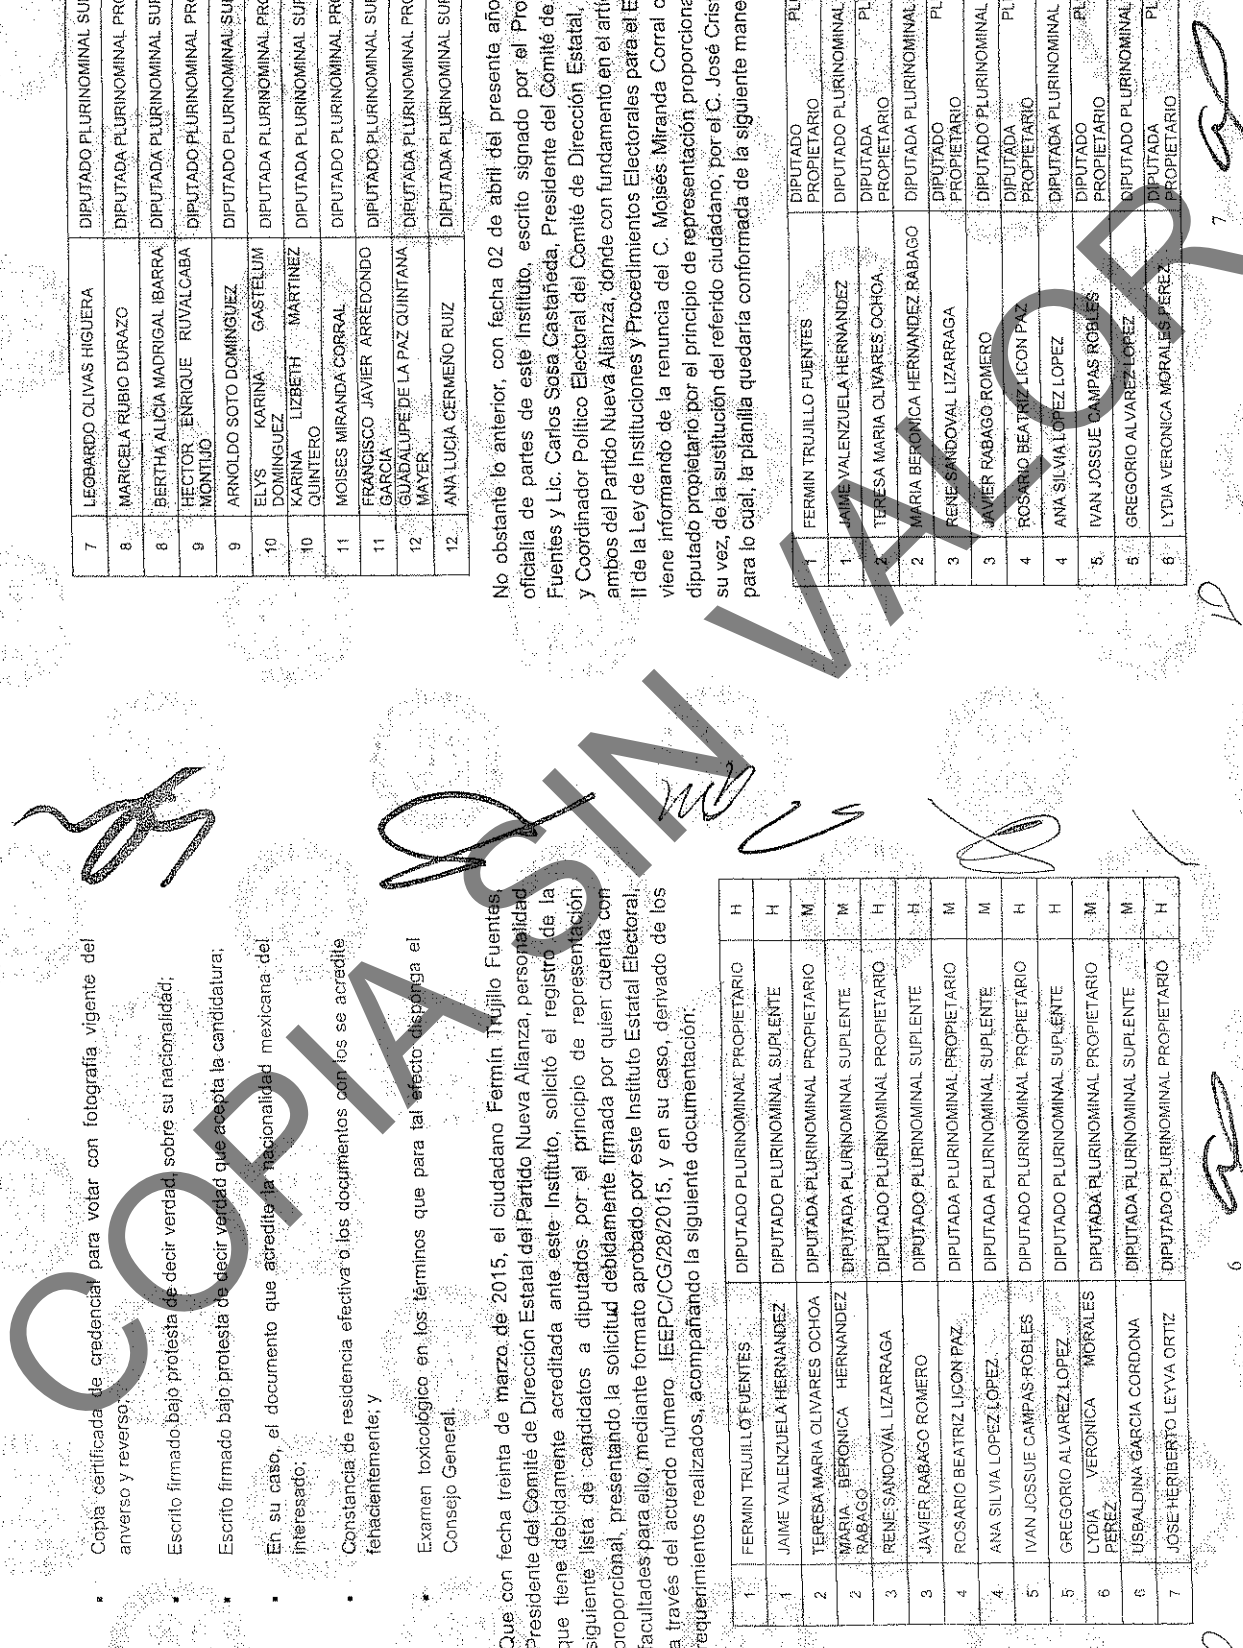 Copia certificada de credencial para votar con fotografía vigente del
anverso y reverso;
Escrito firmado bajo protesta de decir verdad, sobre su nacionalidad;
Escrito firmado bajo protesta de decir verdad que acepta la candidatura;
En su caso, el documento que acredite la nacionalidad mexicana del
interesado;
Constancia de residencia efectiva o los documentos con los se acredite
fehacientemente; y
Examen toxicológico en los términos que para tal efecto disponga el
Consejo General.
Que con fecha treinta de marzo de 2015, el ciudadano Fermín Trujillo Fuentes,
Presidente del Comité de Dirección Estatal del Partido Nueva Alianza, personalidad
que tiene debidamente acreditada ante este Instituto, solicitó el registro de la
siguiente lista de candidatos a diputados por el principio de representación
proporcional, presentando la solicitud debidamente firmada por quien cuenta con
facultades para ello, mediante formato aprobado por este Instituto Estatal Electoral,
a través del acuerdo número IEEPC/CG/28/2015, y en su caso, derivado de los
requerimientos realizados, acompañando la siguiente documentación:
1 FERMIN TRUJILLO FUENTES DIPUTADO PLURINOMINAL PROPIETARIO H
1 JAIME VALENZUELA HERNANDEZ DIPUTADO PLURINOMINAL SUPLENTE H
2 TERESA MARIA OLIVARES OCHOA DIPUTADA PLURINOMINAL PROPIETARIO M
2 MARIA BERONICA HERNANDEZ DIPUTADA PLURINOMINAL SUPLENTE M
RABAGO
3 RENE SANDOVAL LIZARRAGA DIPUTADO PLURINOMINAL PROPIETARIO H
3 JAVIER RABAGO ROMERO DIPUTADO PLURINOMINAL SUPLENTE H
4 ROSARIO BEATRIZ LICON PAZ DIPUTADA PLURINOMINAL PROPIETARIO M
4 ANA SILVIA LOPEZ LOPEZ DIPUTADA PLURINOMINAL SUPLENTE M
5 IVAN JOSSUE CAMPAS ROBLES DIPUTADO PLURINOMINAL PROPIETARIO H
5 GREGORIO ALVAREZ LOPEZ DIPUTADO PLURINOMINAL SUPLENTE H
6 LYDIA VERONICA MORALES DIPUTADA PLURINOMINAL PROPIETARIO M
PEREZ
6 USBALDINA GARCIA CORDONA DIPUTADA PLURINOMINAL SUPLENTE M
7 JOSE HERIBERTO LEYVA ORTIZ DIPUTADO PLURINOMINAL PROPIETARIO H
6
7 LEOBARDO OLIVAS HIGUERA DIPUTADO PLURINOMINAL SU
8 MARICELA RUBIO DURAZO DIPUTADA PLURINOMINAL PRO
8 BERTHA ALICIA MADRIGAL IBARRA DIPUTADA PLURINOMINAL SU
9 HECTOR ENRIQUE RUVALCABA DIPUTADO PLURINOMINAL PRO
MONTIJO
9 ARNOLDO SOTO DOMINGUEZ DIPUTADO PLURINOMINAL SU
10 ELYS KARINA GASTELUM DIPUTADA PLURINOMINAL PRO
DOMINGUEZ
10 KARINA LIZBETH MARTINEZ DIPUTADA PLURINOMINAL SU
QUINTERO
11 MOISES MIRANDA CORRAL DIPUTADO PLURINOMINAL PRO
11 FRANCISCO JAVIER ARREDONDO DIPUTADO PLURINOMINAL SU
GARCIA
12 GUADALUPE DE LA PAZ QUINTANA DIPUTADA PLURINOMINAL PRO
MAYER
12 ANA LUCIA CERMEÑO RUIZ DIPUTADA PLURINOMINAL SU
No obstante lo anterior, con fecha 02 de abril del presente año
oficialía de partes de este Instituto, escrito signado por el Pro
Fuentes y Lic. Carlos Sosa Castañeda, Presidente del Comité de
y Coordinador Político Electoral del Comité de Dirección Estatal,
ambos del Partido Nueva Alianza, donde con fundamento en el artí
II de la Ley de Instituciones y Procedimientos Electorales para el E
viene informando de la renuncia del C. Moisés Miranda Corral c
diputado propietario por el principio de representación proporciona
su vez, de la sustitución del referido ciudadano, por el C. José Cris
para lo cual, la planilla quedaría conformada de la siguiente mane
1 FERMIN TRUJILLO FUENTES DIPUTADO PL
PROPIETARIO
1 JAIME VALENZUELA HERNANDEZ DIPUTADO PLURINOMINAL
2 TERESA MARIA OLIVARES OCHOA DIPUTADA PL
PROPIETARIO
2 MARIA BERONICA HERNANDEZ RABAGO DIPUTADA PLURINOMINAL
3 RENE SANDOVAL LIZARRAGA DIPUTADO PL
PROPIETARIO
3 JAVIER RABAGO ROMERO DIPUTADO PLURINOMINAL
4 ROSARIO BEATRIZ LICON PAZ DIPUTADA PL
PROPIETARIO
4 ANA SILVIA LOPEZ LOPEZ DIPUTADA PLURINOMINAL
5 IVAN JOSSUE CAMPAS ROBLES DIPUTADO PL
PROPIETARIO
5 GREGORIO ALVAREZ LOPEZ DIPUTADO PLURINOMINAL
6 LYDIA VERONICA MORALES PEREZ DIPUTADA PL
PROPIETARIO
7
COPIA SIN VALOR